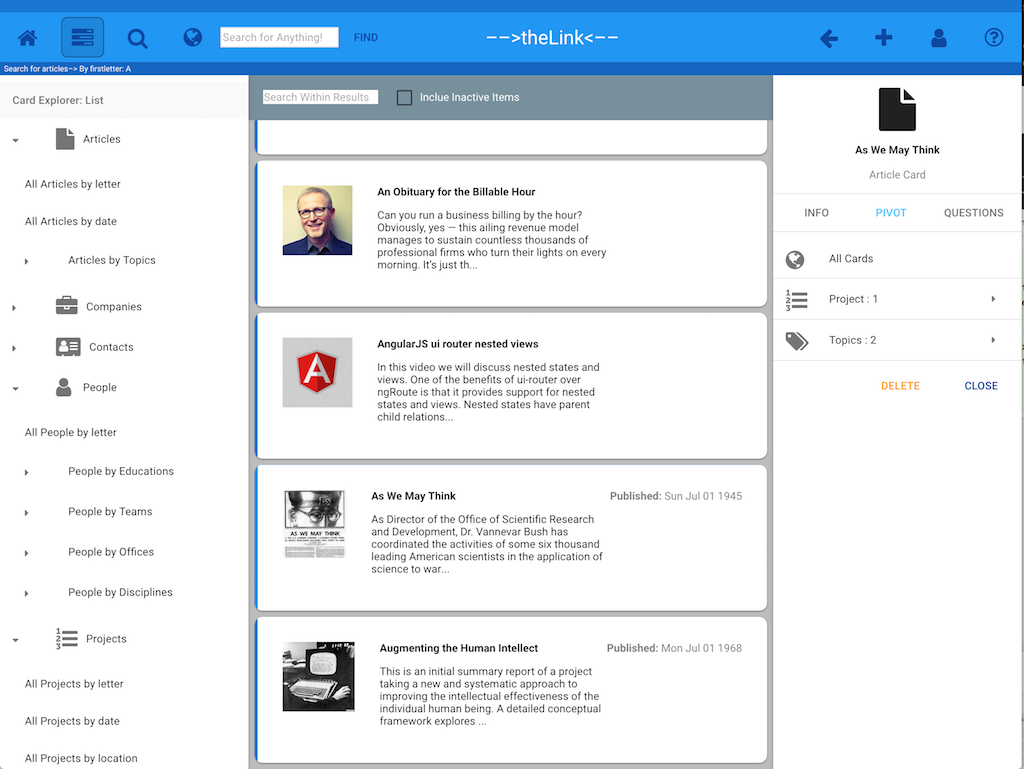 Search for Anything!
FIND
-->theLink<--
Search for articles--> By firstletter: A
Card Explorer: List
Articles
All Articles by letter
All Articles by date
Articles by Topics
Companies
Contacts
People
All People by letter
People by Educations
People by Teams
People by Offices
People by Disciplines
Projects
All Projects by letter
All Projects by date
All Projects by location
Search Within Results
Inclue Inactive Items
An Obituary for the Billable Hour
Can you run a business billing by the hour?
Obviously, yes — this ailing revenue model
manages to sustain countless thousands of
professional firms who turn their lights on every
morning. It's just th...
AngularJS ui router nested views
In this video we will discuss nested states and
views. One of the benefits of ui-router over
ngRoute is that it provides support for nested
states and views. Nested states have parent
child relations...
As We May Think
Published: Sun Jul 01 1945
As Director of the Office of Scientific Research
and Development, Dr. Vannevar Bush has
coordinated the activities of some six thousand
leading American scientists in the application of
science to war...
AS WE MAY THINK
Augmenting the Human Intellect
Published: Mon Jul 01 1968
This is an initial summary report of a project
taking a new and systematic approach to
improving the intellectual effectiveness of the
individual human being. A detailed conceptual
framework explores ...
As We May Think
Article Card
INFO
PIVOT
QUESTIONS
All Cards
Project : 1
Topics : 2
DELETE
CLOSE